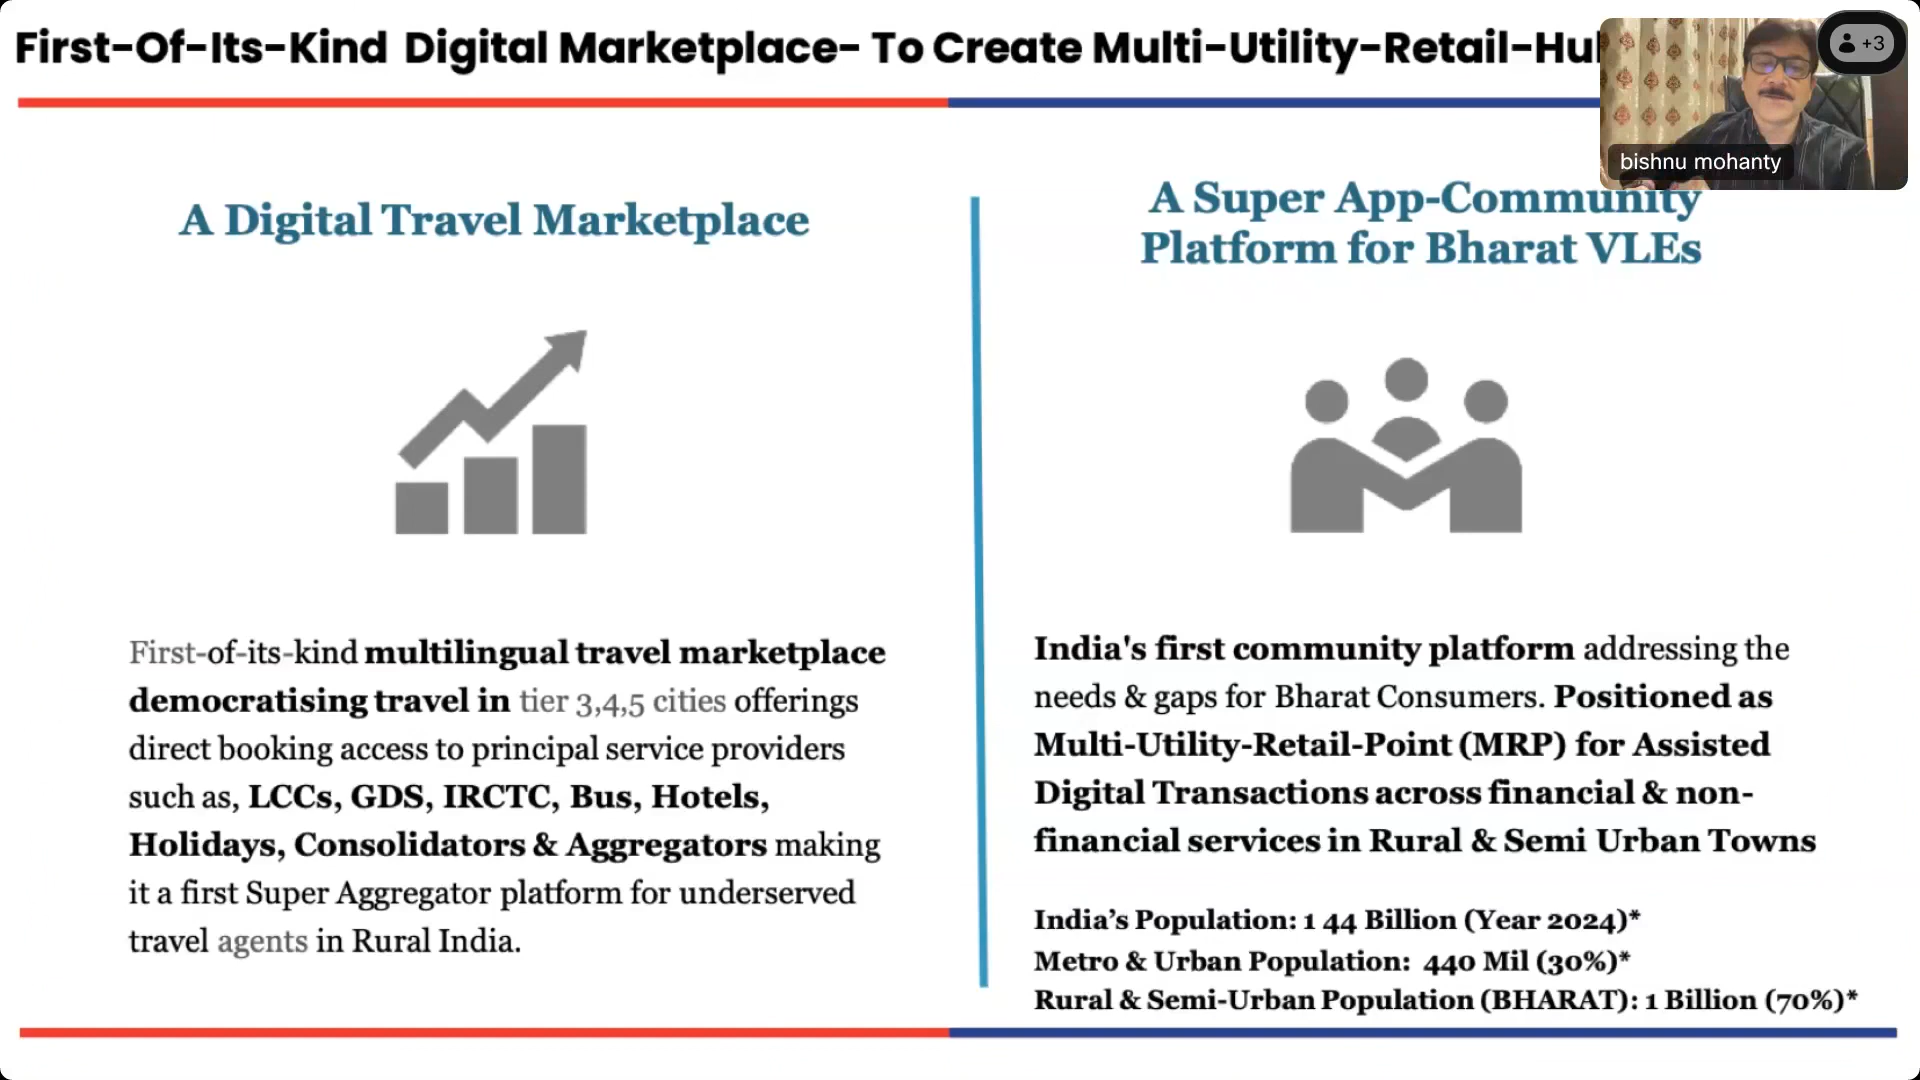 First-Of-Its-Kind Digital Marketplace- To Create Multi-Utility-Retail-Hu
+3
bishnu mohanty
A Digital Travel Marketplace
First-of-its-kind multilingual travel marketplace
democratising travel in tier 3,4,5 cities offerings
direct booking access to principal service providers
such as, LCCs, GDS, IRCTC, Bus, Hotels,
Holidays, Consolidators & Aggregators making
it a first Super Aggregator platform for underserved
travel agents in Rural India.
A Super App-Community
Platform for Bharat VLEs
India's first community platform addressing the
needs & gaps for Bharat Consumers. Positioned as
Multi-Utility-Retail-Point (MRP) for Assisted
Digital Transactions across financial & non-
financial services in Rural & Semi Urban Towns
India’s Population: 1 44 Billion (Year 2024)*
Metro & Urban Population: 440 Mil (30%)*
Rural & Semi-Urban Population (BHARAT): 1 Billion (70%)*